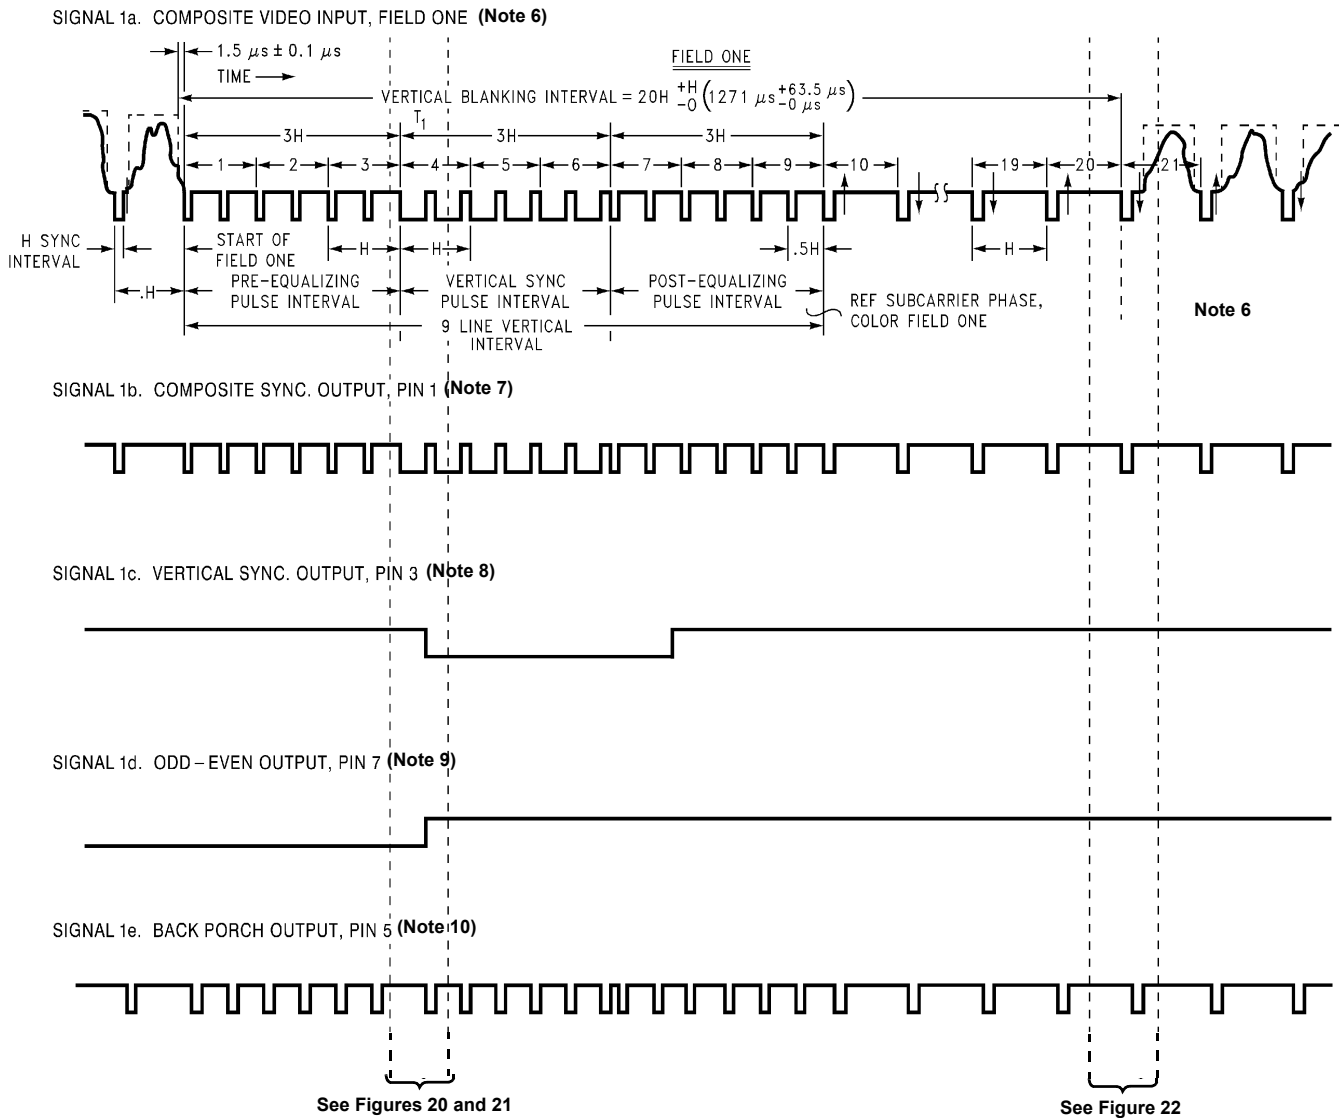 SIGNAL 1a. COMPOSITE VIDEO INPUT, FIELD ONE (Note 6)
1.5 μs ± 0.1 μs
TIME
FIELD ONE
VERTICAL BLANKING INTERVAL = 20H +H -0 (1271 μs +63.5 μs -0 μs)
T1
3H 3H 3H
1 2 3 4 5 6 7 8 9 10 19 20 21
H SYNC INTERVAL
START OF FIELD ONE
H H .5H H
.H
PRE-EQUALIZING PULSE INTERVAL
VERTICAL SYNC PULSE INTERVAL
POST-EQUALIZING PULSE INTERVAL
REF SUBCARRIER PHASE, COLOR FIELD ONE
Note 6
9 LINE VERTICAL INTERVAL
SIGNAL 1b. COMPOSITE SYNC. OUTPUT, PIN 1 (Note 7)
SIGNAL 1c. VERTICAL SYNC. OUTPUT, PIN 3 (Note 8)
SIGNAL 1d. ODD–EVEN OUTPUT, PIN 7 (Note 9)
SIGNAL 1e. BACK PORCH OUTPUT, PIN 5 (Note 10)
See Figures 20 and 21
See Figure 22